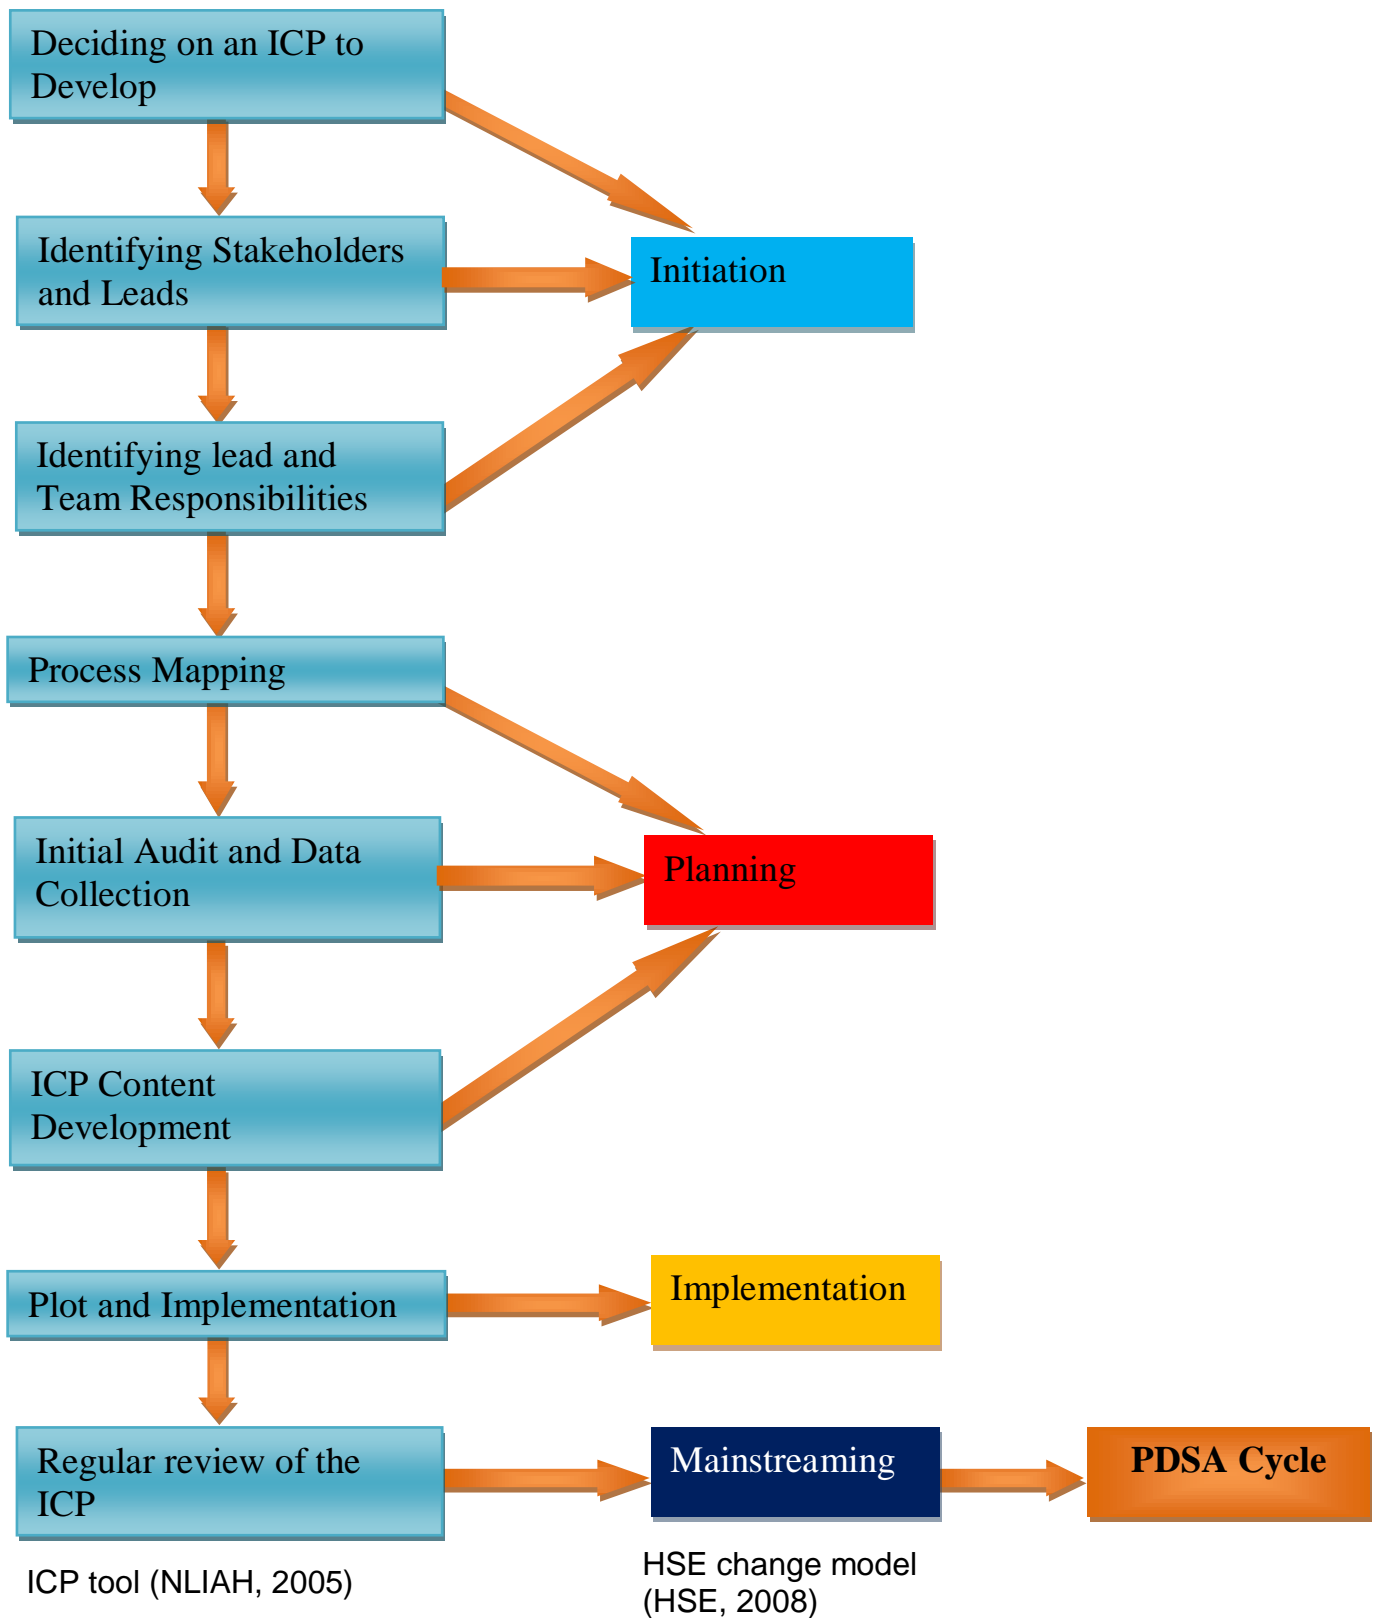 Deciding on an ICP to
Develop
Identifying Stakeholders
and Leads
Initiation
Identifying lead and
Team Responsibilities
Process Mapping
Initial Audit and Data
Collection
Planning
ICP Content
Development
Plot and Implementation
Implementation
Regular review of the
ICP
Mainstreaming
PDSA Cycle
ICP tool (NLIAH, 2005)
HSE change model
(HSE, 2008)